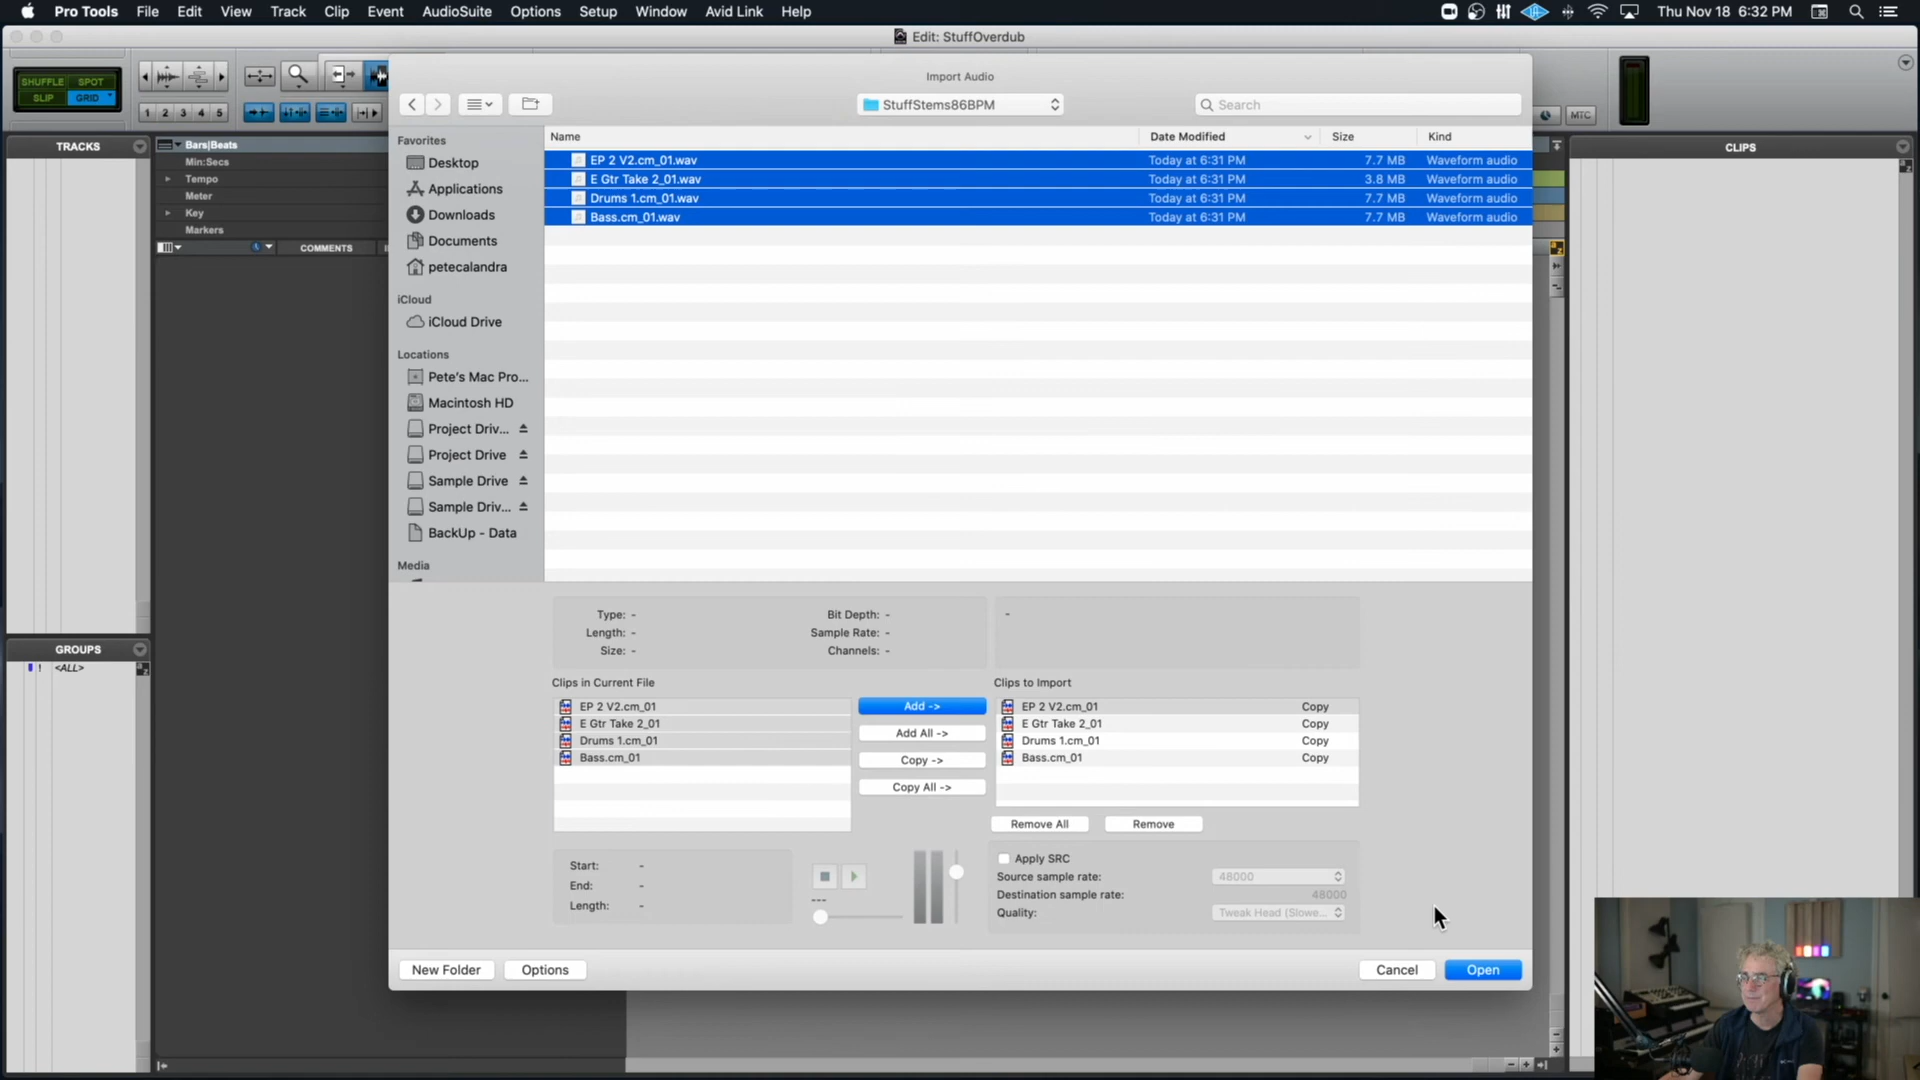 Pro Tools File Edit View Track Clip Event AudioSuite Options Setup Window Avid Link Help Thu Nov 18 6:32 PM
Edit: StuffOverdub
Import Audio
SHUFFLE SPOT
SLIP GRID
1 2 3 4 5
StuffStems86BPM
Search
MTC
TRACKS
Bars|Beats
Min:Secs
Tempo
Meter
Key
Markers
COMMENTS
CLIPS
Favorites
Desktop
Applications
Downloads
Documents
petecalandra
iCloud
iCloud Drive
Locations
Pete's Mac Pro...
Macintosh HD
Project Driv...
Project Drive
Sample Drive
Sample Driv...
BackUp - Data
Media
Name Date Modified Size Kind
EP 2 V2.cm_01.wav Today at 6:31 PM 7.7 MB Waveform audio
E Gtr Take 2_01.wav Today at 6:31 PM 3.8 MB Waveform audio
Drums 1.cm_01.wav Today at 6:31 PM 7.7 MB Waveform audio
Bass.cm_01.wav Today at 6:31 PM 7.7 MB Waveform audio
GROUPS
! <ALL>
Type: - Bit Depth: - -
Length: - Sample Rate: -
Size: - Channels: -
Clips in Current File
EP 2 V2.cm_01
E Gtr Take 2_01
Drums 1.cm_01
Bass.cm_01
Add ->
Add All ->
Copy ->
Copy All ->
Clips to Import
EP 2 V2.cm_01 Copy
E Gtr Take 2_01 Copy
Drums 1.cm_01 Copy
Bass.cm_01 Copy
Remove All Remove
Start: -
End: -
Length: -
---
Apply SRC
Source sample rate: 48000
Destination sample rate: 48000
Quality: Tweak Head (Slowe...
New Folder Options Cancel Open